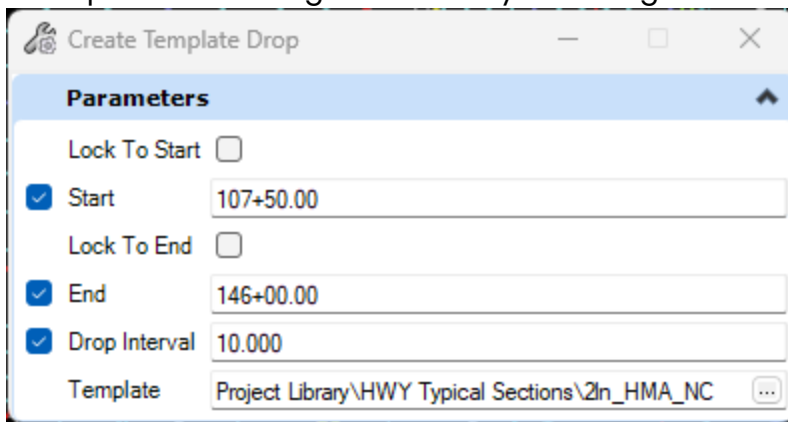 Create Template Drop
Parameters
Lock To Start
Start 107+50.00
Lock To End
End 146+00.00
Drop Interval 10.000
Template Project Library\HWY Typical Sections\2ln_HMA_NC ...